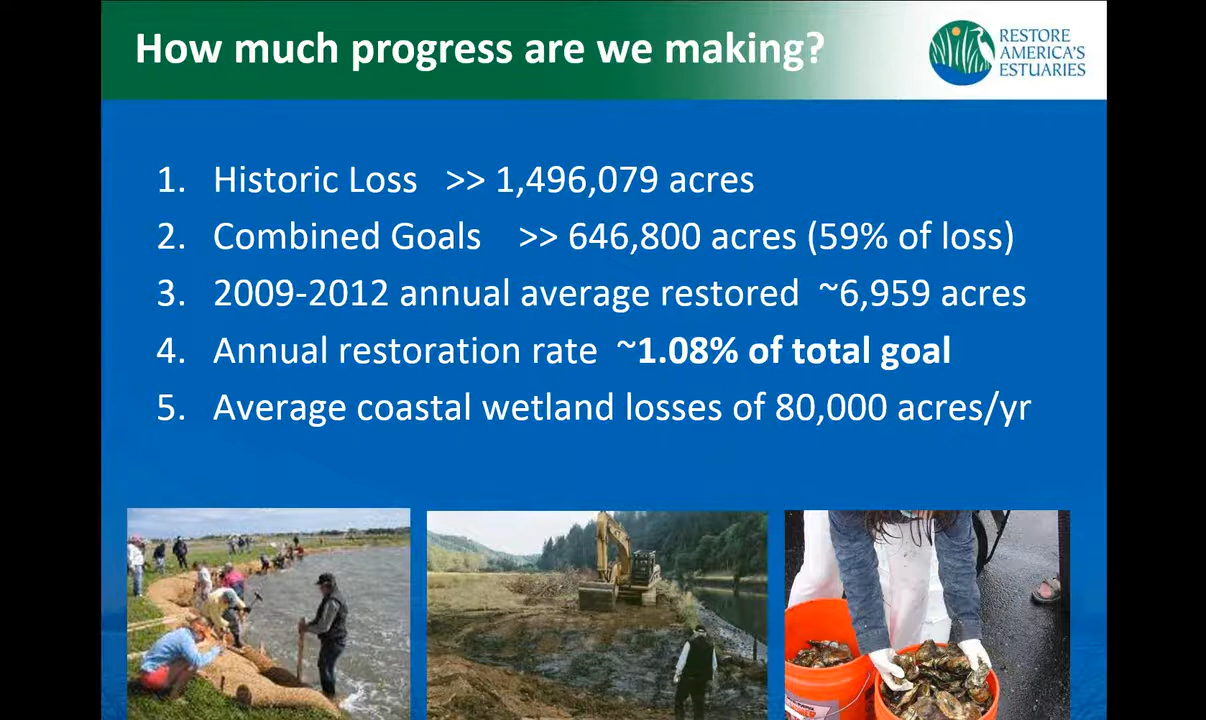 How much progress are we making?
RESTORE
AMERICA'S
ESTUARIES
1. Historic Loss >> 1,496,079 acres
2. Combined Goals >> 646,800 acres (59% of loss)
3. 2009-2012 annual average restored ~6,959 acres
4. Annual restoration rate ~1.08% of total goal
5. Average coastal wetland losses of 80,000 acres/yr